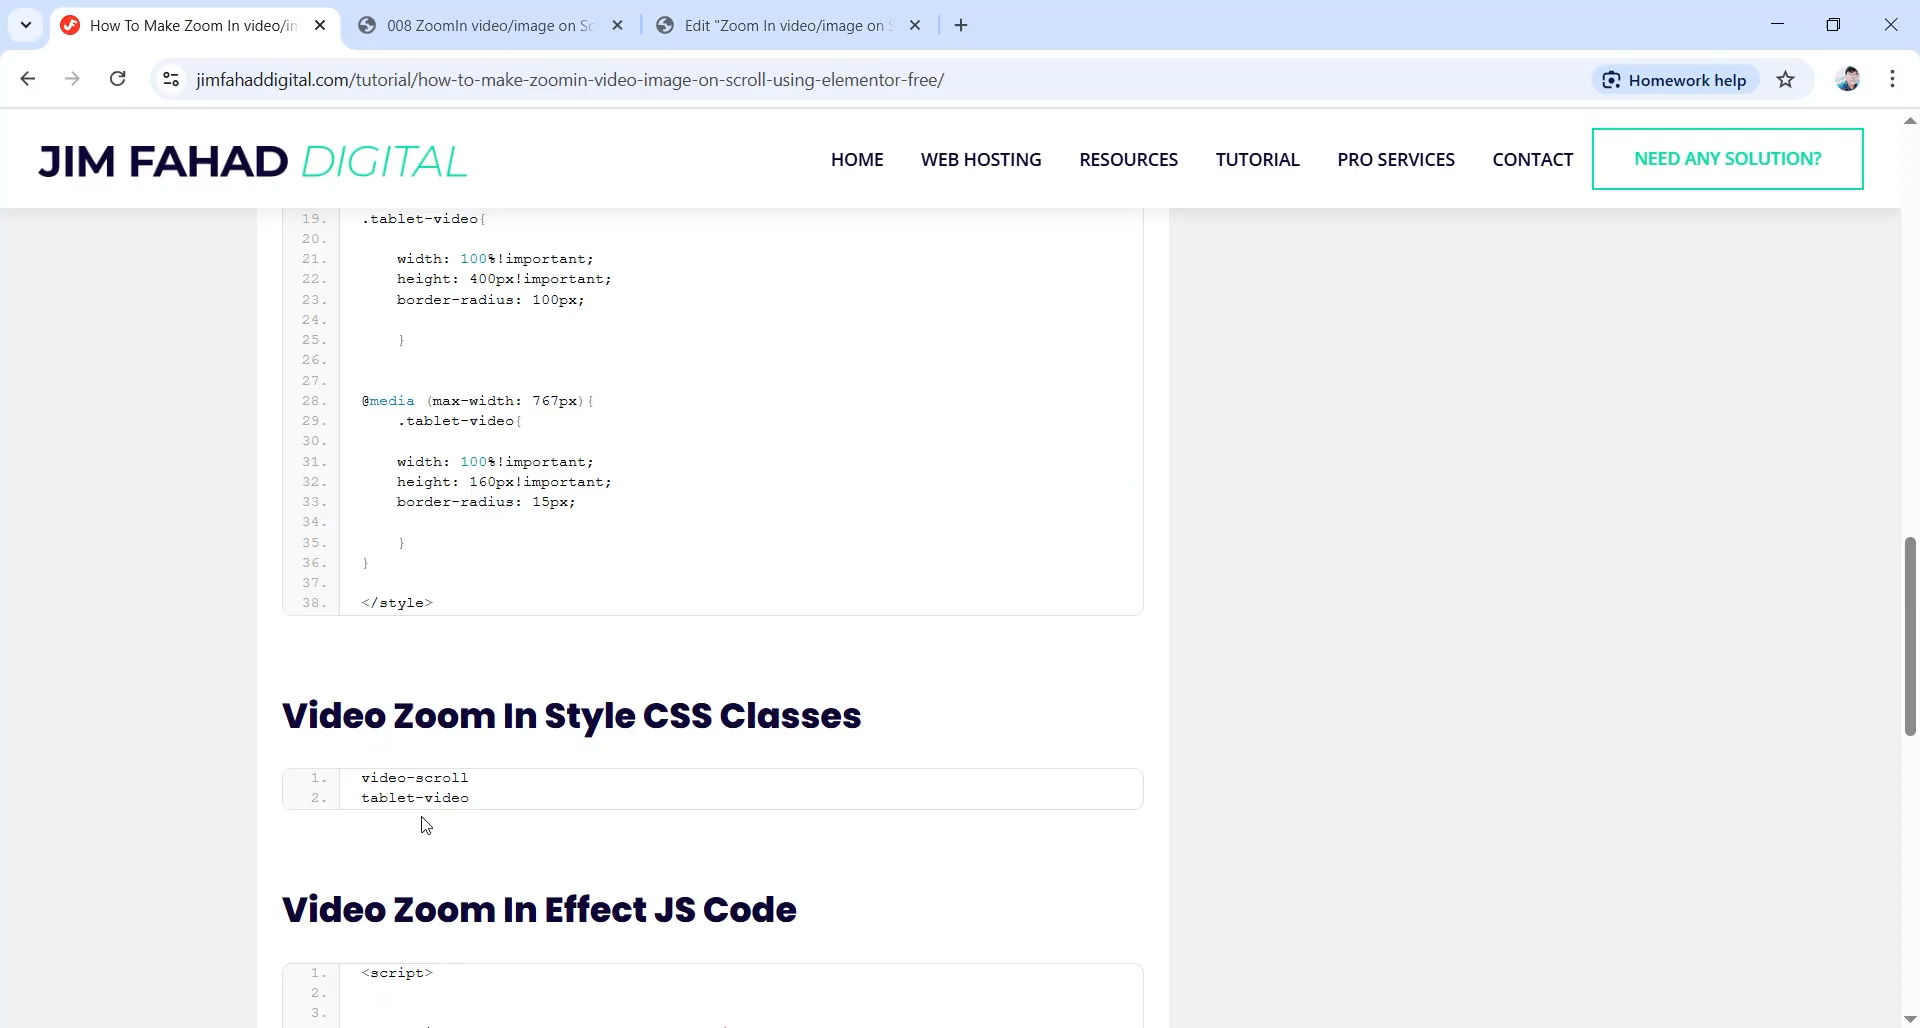 How To Make Zoom In video/im
008 ZoomIn video/image on Sc
Edit "Zoom In video/image on S
jimfahaddigital.com/tutorial/how-to-make-zoomin-video-image-on-scroll-using-elementor-free/
Homework help
JIM FAHAD DIGITAL
HOME
WEB HOSTING
RESOURCES
TUTORIAL
PRO SERVICES
CONTACT
NEED ANY SOLUTION?
19. .tablet-video{
20.
21. width: 100%!important;
22. height: 400px!important;
23. border-radius: 100px;
24.
25. }
26.
27.
28. @media (max-width: 767px){
29. .tablet-video{
30.
31. width: 100%!important;
32. height: 160px!important;
33. border-radius: 15px;
34.
35. }
36. }
37.
38. </style>
Video Zoom In Style CSS Classes
1. video-scroll
2. tablet-video
Video Zoom In Effect JS Code
1. <script>
2.
3.